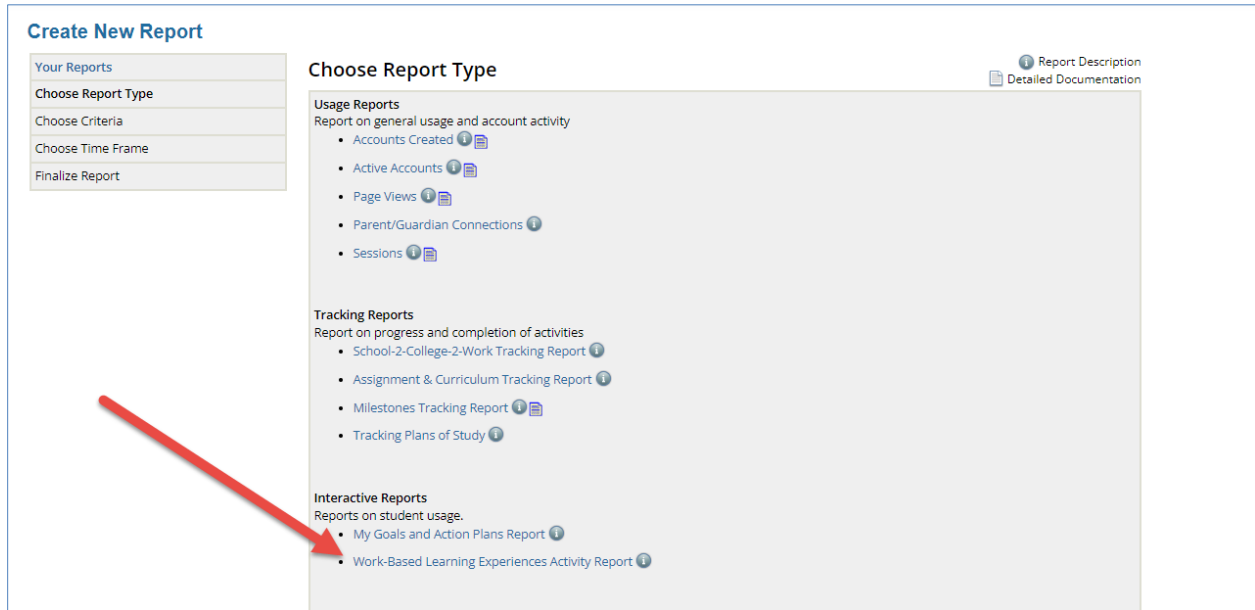 Create New Report
Your Reports
Choose Report Type
Choose Criteria
Choose Time Frame
Finalize Report
Choose Report Type
Report Description
Detailed Documentation
Usage Reports
Report on general usage and account activity
• Accounts Created
• Active Accounts
• Page Views
• Parent/Guardian Connections
• Sessions
Tracking Reports
Report on progress and completion of activities
• School-2-College-2-Work Tracking Report
• Assignment & Curriculum Tracking Report
• Milestones Tracking Report
• Tracking Plans of Study
Interactive Reports
Reports on student usage.
• My Goals and Action Plans Report
• Work-Based Learning Experiences Activity Report